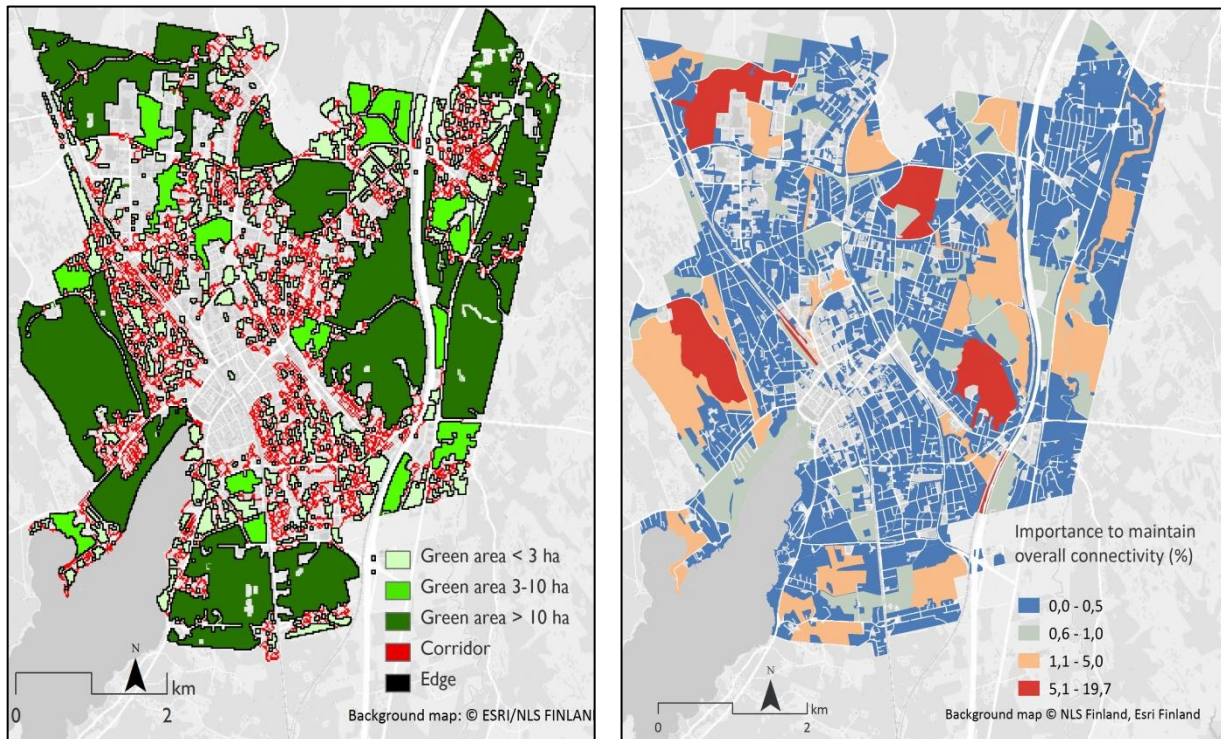 Green area < 3 ha
Green area 3-10 ha
Green area > 10 ha
Corridor
Edge
N
km
0
2
Background map: © ESRI/NLS FINLANI
Importance to maintain
overall connectivity (%)
0,0 - 0,5
0,6 - 1,0
1,1 - 5,0
5,1 - 19,7
N
km
0
2
Background map © NLS Finland, Esri Finland